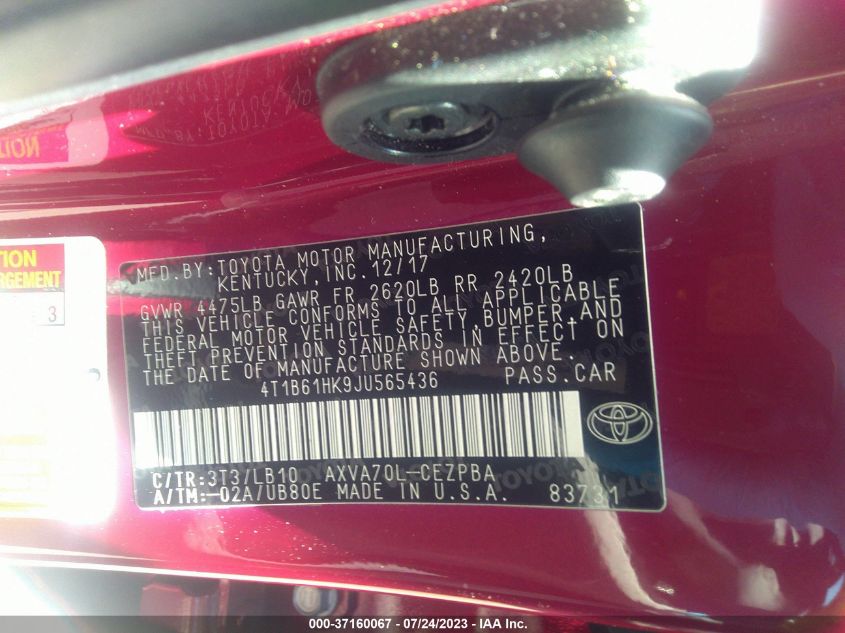 MFD.BY:TOYOTA MOTOR MANUFACTURING,
KENTUCKY,INC.12/17
GVWR 4475LB GAWR FR 2620LB RR 2420LB
THIS VEHICLE CONFORMS TO ALL APPLICABLE
FEDERAL MOTOR VEHICLE SAFETY,BUMPER,AND
THEFT PREVENTION STANDARDS IN EFFECT ON
THE DATE OF MANUFACTURE SHOWN ABOVE.
4T1B61HK9JU565436 PASS.CAR
C/TR:3T3/LB10 AXVA70L-CEZPBA
A/TM:-02A/UB80E MADE IN U.S.A. 83731
3
000-37160067 / 07/24/2023 - IAA Inc.